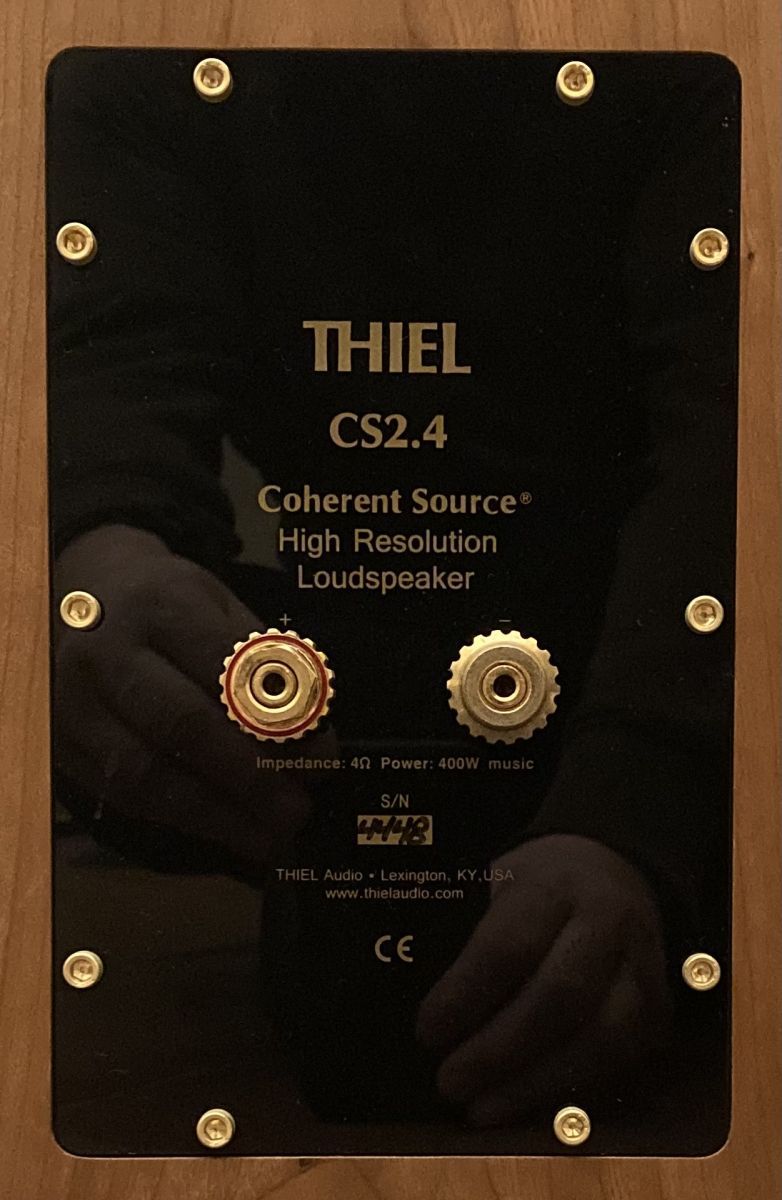 THIEL
CS2.4
Coherent Source®
High Resolution
Loudspeaker
+ –
Impedance: 4Ω Power: 400W music
S/N
4448
THIEL Audio • Lexington, KY, USA
www.thielaudio.com
CE